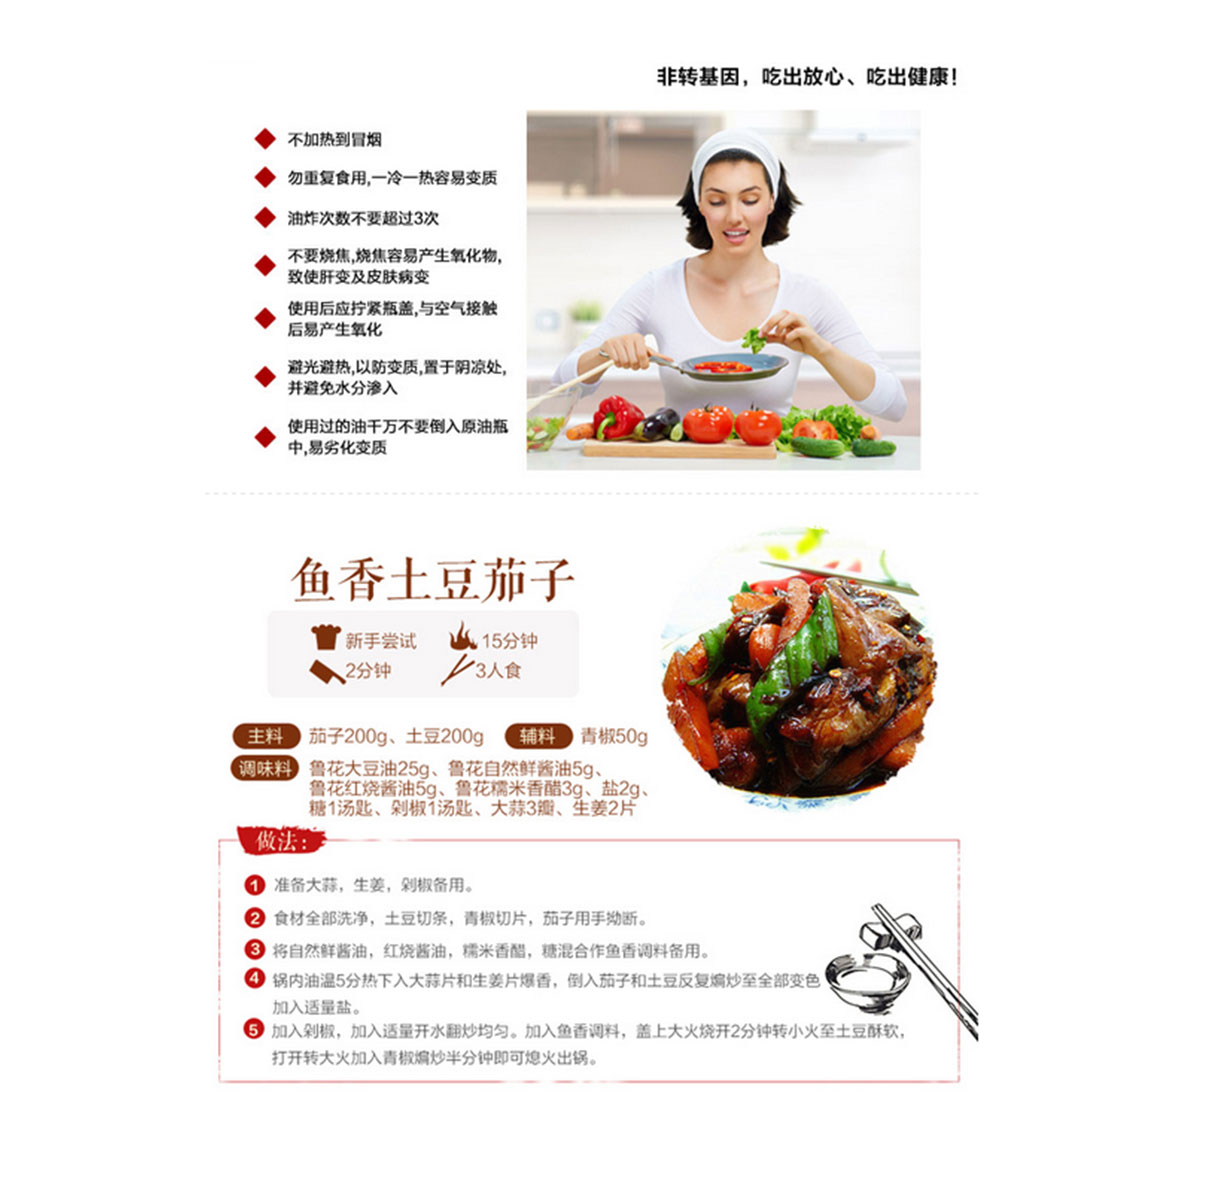 非转基因，吃出放心、吃出健康！
不加热到冒烟
勿重复食用,一冷一热容易变质
油炸次数不要超过3次
不要烧焦,烧焦容易产生氧化物,
致使肝变及皮肤病变
使用后应拧紧瓶盖,与空气接触
后易产生氧化
避光避热,以防变质,置于阴凉处,
并避免水分渗入
使用过的油千万不要倒入原油瓶
中,易劣化变质
鱼香土豆茄子
新手尝试 15分钟
2分钟 3人食
主料 茄子200g、土豆200g 辅料 青椒50g
调味料 鲁花大豆油25g、鲁花自然鲜酱油5g、
鲁花红烧酱油5g、鲁花糯米香醋3g、盐2g、
糖1汤匙、剁椒1汤匙、大蒜3瓣、生姜2片
做法：
1 准备大蒜，生姜，剁椒备用。
2 食材全部洗净，土豆切条，青椒切片，茄子用手拗断。
3 将自然鲜酱油，红烧酱油，糯米香醋，糖混合作鱼香调料备用。
4 锅内油温5分热下入大蒜片和生姜片爆香，倒入茄子和土豆反复煸炒至全部变色
加入适量盐。
5 加入剁椒，加入适量开水翻炒均匀。加入鱼香调料，盖上大火烧开2分钟转小火至土豆酥软，
打开转大火加入青椒煸炒半分钟即可熄火出锅。